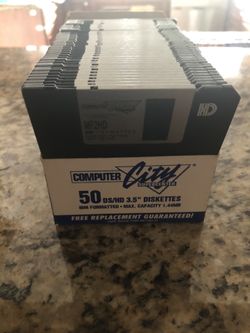 MF2HD
HD
COMPUTER
City
SUPERCENTER
50 DS/HD 3.5" DISKETTES
IBM FORMATTED • MAX. CAPACITY 1.44MB
FREE REPLACEMENT GUARANTEED!